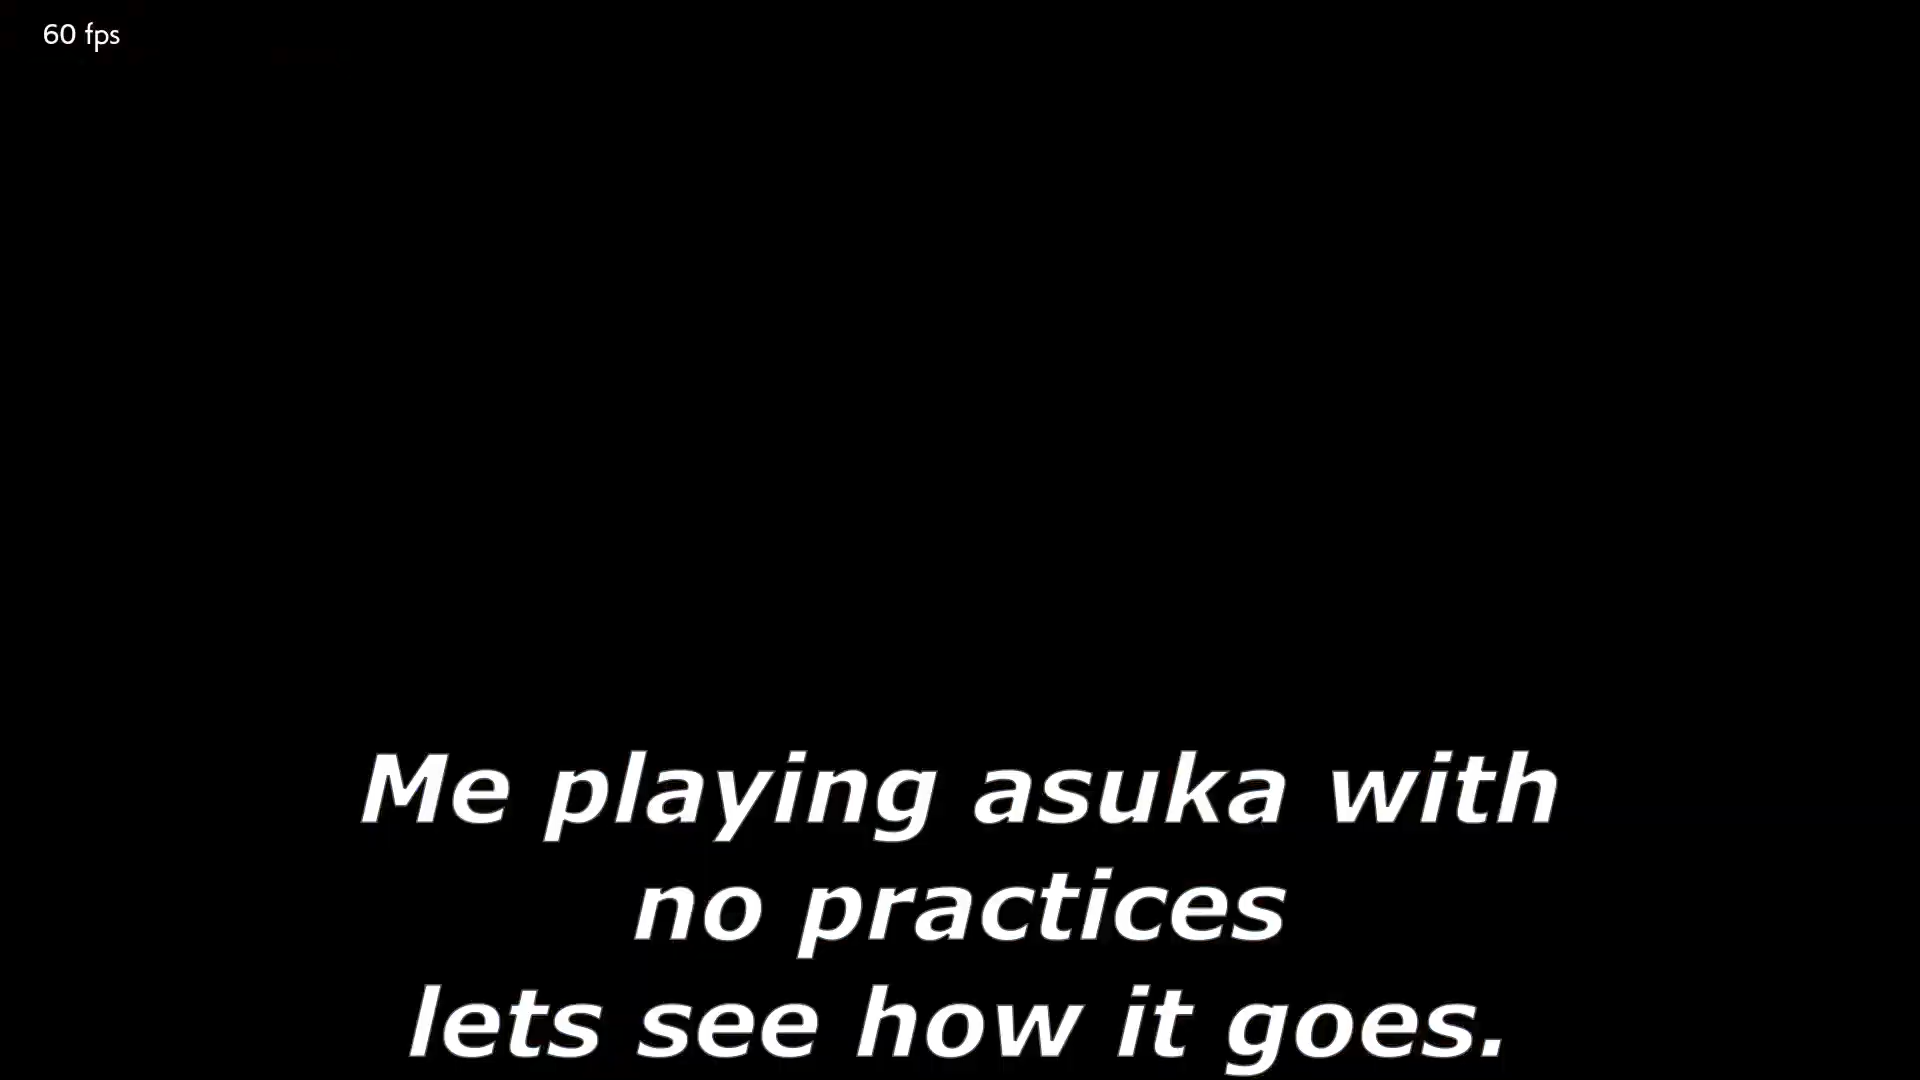 60 fps
Me playing asuka with
no practices
lets see how it goes.